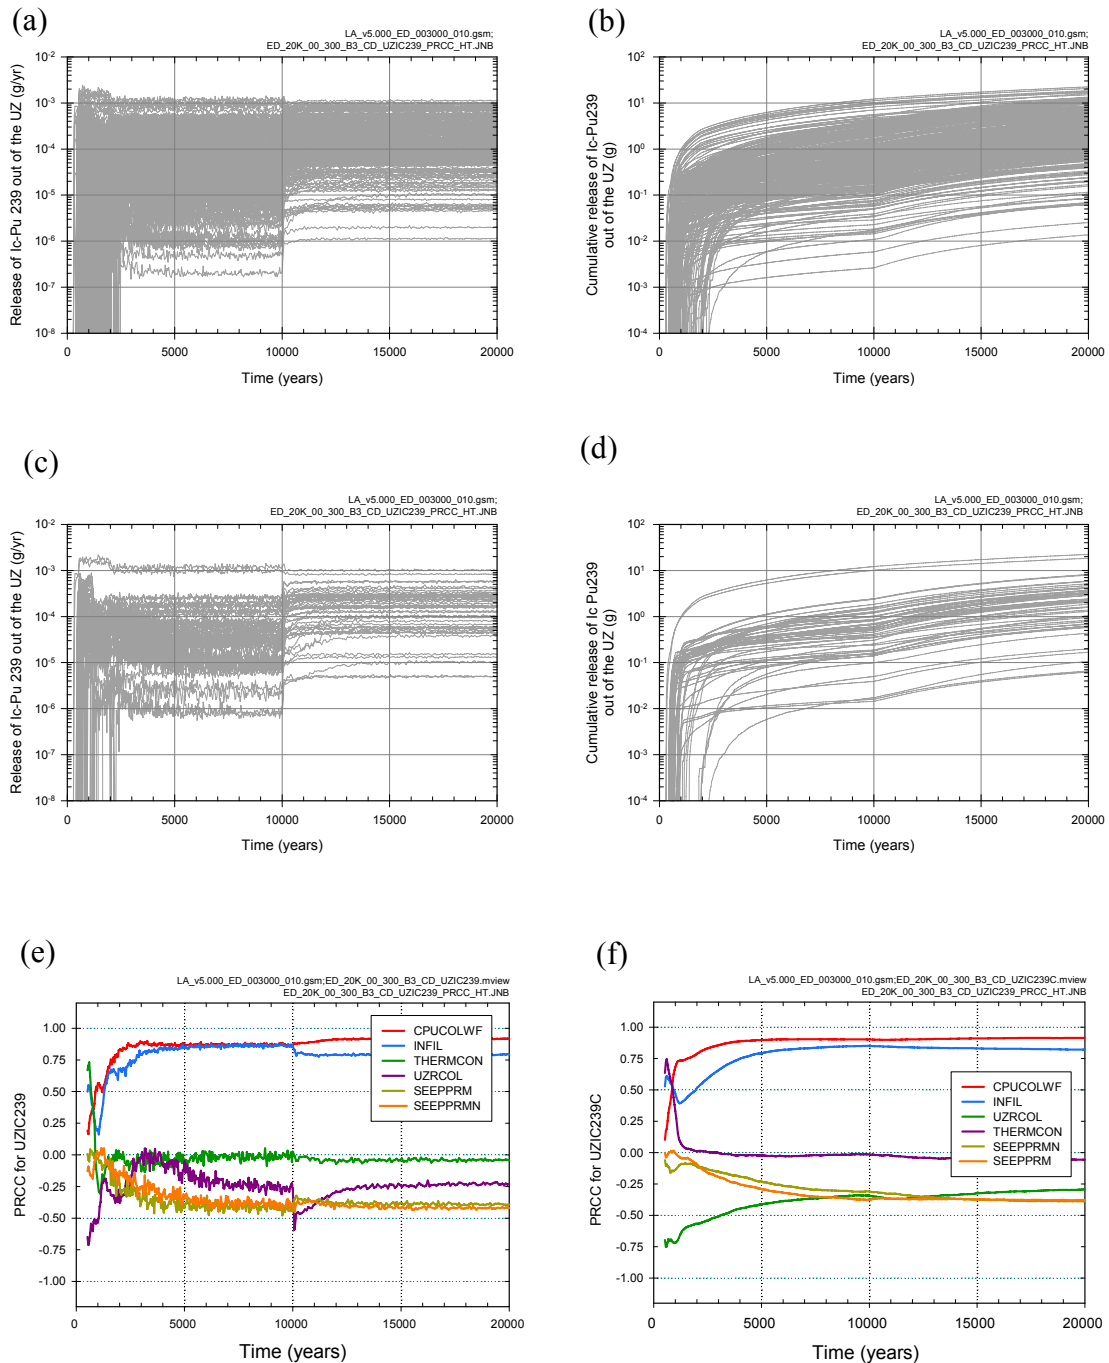 (a)
LA_v5.000_ED_003000_010.gsm;
ED_20K_00_300_B3_CD_UZIC239_PRCC_HT.JNB
Release of Ic-Pu 239 out of the UZ (g/yr)
10-2
10-3
10-4
10-5
10-6
10-7
10-8
0 5000 10000 15000 20000
Time (years)
(b)
LA_v5.000_ED_003000_010.gsm;
ED_20K_00_300_B3_CD_UZIC239_PRCC_HT.JNB
Cumulative release of Ic-Pu239
out of the UZ (g)
102
101
100
10-1
10-2
10-3
10-4
0 5000 10000 15000 20000
Time (years)
(c)
LA_v5.000_ED_003000_010.gsm;
ED_20K_00_300_B3_CD_UZIC239_PRCC_HT.JNB
Release of Ic-Pu 239 out of the UZ (g/yr)
10-2
10-3
10-4
10-5
10-6
10-7
10-8
0 5000 10000 15000 20000
Time (years)
(d)
LA_v5.000_ED_003000_010.gsm;
ED_20K_00_300_B3_CD_UZIC239_PRCC_HT.JNB
Cumulative release of Ic Pu239
out of the UZ (g)
102
101
100
10-1
10-2
10-3
10-4
0 5000 10000 15000 20000
Time (years)
(e)
LA_v5.000_ED_003000_010.gsm;ED_20K_00_300_B3_CD_UZIC239.mview
ED_20K_00_300_B3_CD_UZIC239_PRCC_HT.JNB
PRCC for UZIC239
1.00
0.75
0.50
0.25
0.00
-0.25
-0.50
-0.75
-1.00
CPUCOLWF
INFIL
THERMCON
UZRCOL
SEEPPRM
SEEPPRMN
0 5000 10000 15000 20000
Time (years)
(f)
LA_v5.000_ED_003000_010.gsm;ED_20K_00_300_B3_CD_UZIC239C.mview
ED_20K_00_300_B3_CD_UZIC239_PRCC_HT.JNB
PRCC for UZIC239C
1.00
0.75
0.50
0.25
0.00
-0.25
-0.50
-0.75
-1.00
CPUCOLWF
INFIL
UZRCOL
THERMCON
SEEPPRMN
SEEPPRM
0 5000 10000 15000 20000
Time (years)